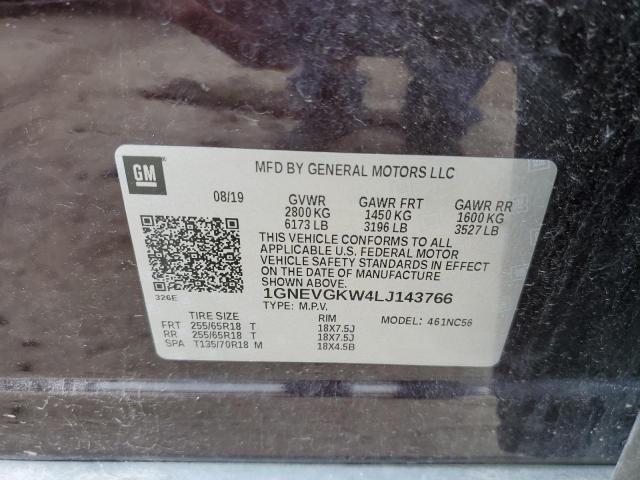 GM
MFD BY GENERAL MOTORS LLC
08/19 GVWR GAWR FRT GAWR RR
2800 KG 1450 KG 1600 KG
6173 LB 3196 LB 3527 LB
THIS VEHICLE CONFORMS TO ALL
APPLICABLE U.S. FEDERAL MOTOR
VEHICLE SAFETY STANDARDS IN EFFECT
ON THE DATE OF MANUFACTURE
SHOWN ABOVE.
326E
1GNEVGKW4LJ143766
TYPE: M.P.V. MODEL: 461NC56
TIRE SIZE RIM
FRT 255/65R18 T 18X7.5J
RR 255/65R18 T 18X7.5J
SPA T135/70R18 M 18X4.5B